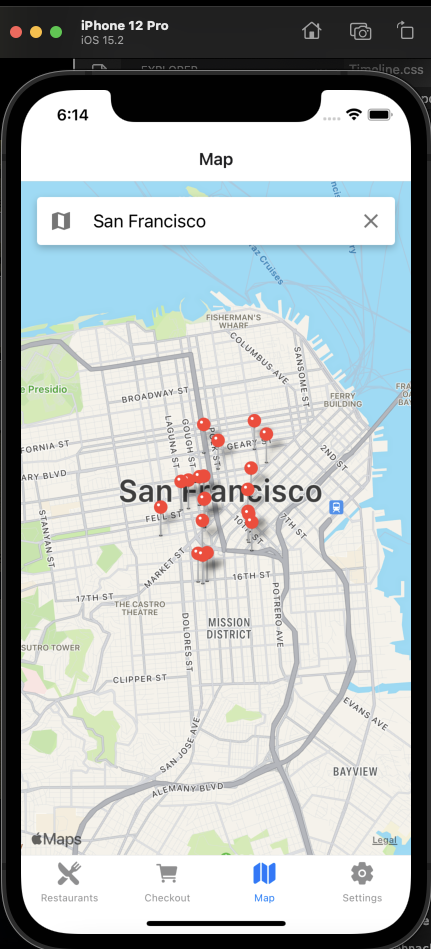 iPhone 12 Pro
iOS 15.2
EXPLORER
Timeline.css
6:14
Map
San Francisco
az Cruises
FISHERMAN'S
WHARF
COLUMBUS AVE
SANSOME ST
e Presidio
BROADWAY ST
FERRY
BUILDING
LAGUNA ST
GOUGH ST
GEARY
FORNIA ST
ARY BLVD
2ND ST
San Francisco
STANYAN ST
FELL ST
10TH ST
7TH ST
MARKET ST
16TH ST
17TH ST
THE CASTRO
THEATRE
DOLORES ST
MISSION
DISTRICT
POTRERO AVE
SUTRO TOWER
CLIPPER ST
EVANS AVE
SAN JOSE AVE
BAYVIEW
ALEMANY BLVD
Maps
Legal
Restaurants
Checkout
Map
Settings